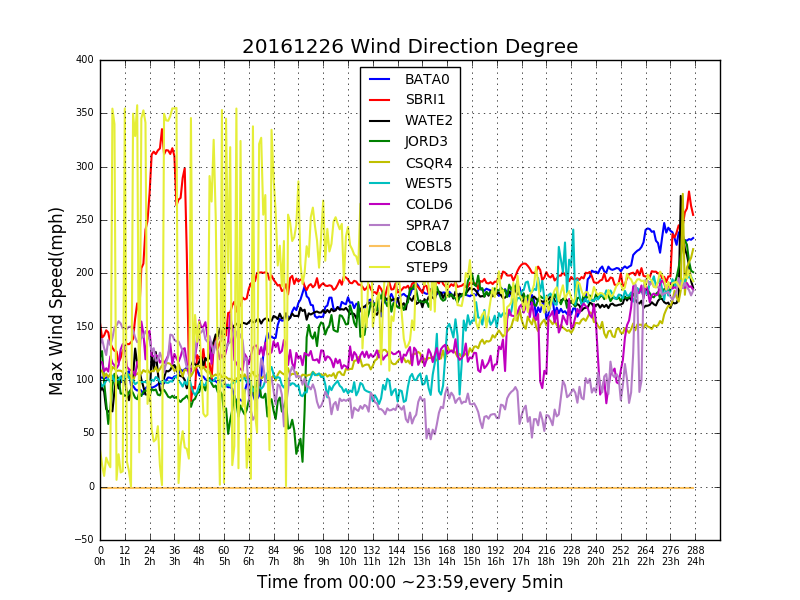 20161226 Wind Direction Degree
BATA0
SBRI1
WATE2
JORD3
CSQR4
WEST5
COLD6
SPRA7
COBL8
STEP9
Max Wind Speed(mph)
400
350
300
250
200
150
100
50
0
−50
0 12 24 36 48 60 72 84 96 108 120 132 144 156 168 180 192 204 216 228 240 252 264 276 288
0h 1h 2h 3h 4h 5h 6h 7h 8h 9h 10h 11h 12h 13h 14h 15h 16h 17h 18h 19h 20h 21h 22h 23h 24h
Time from 00:00 ~23:59,every 5min